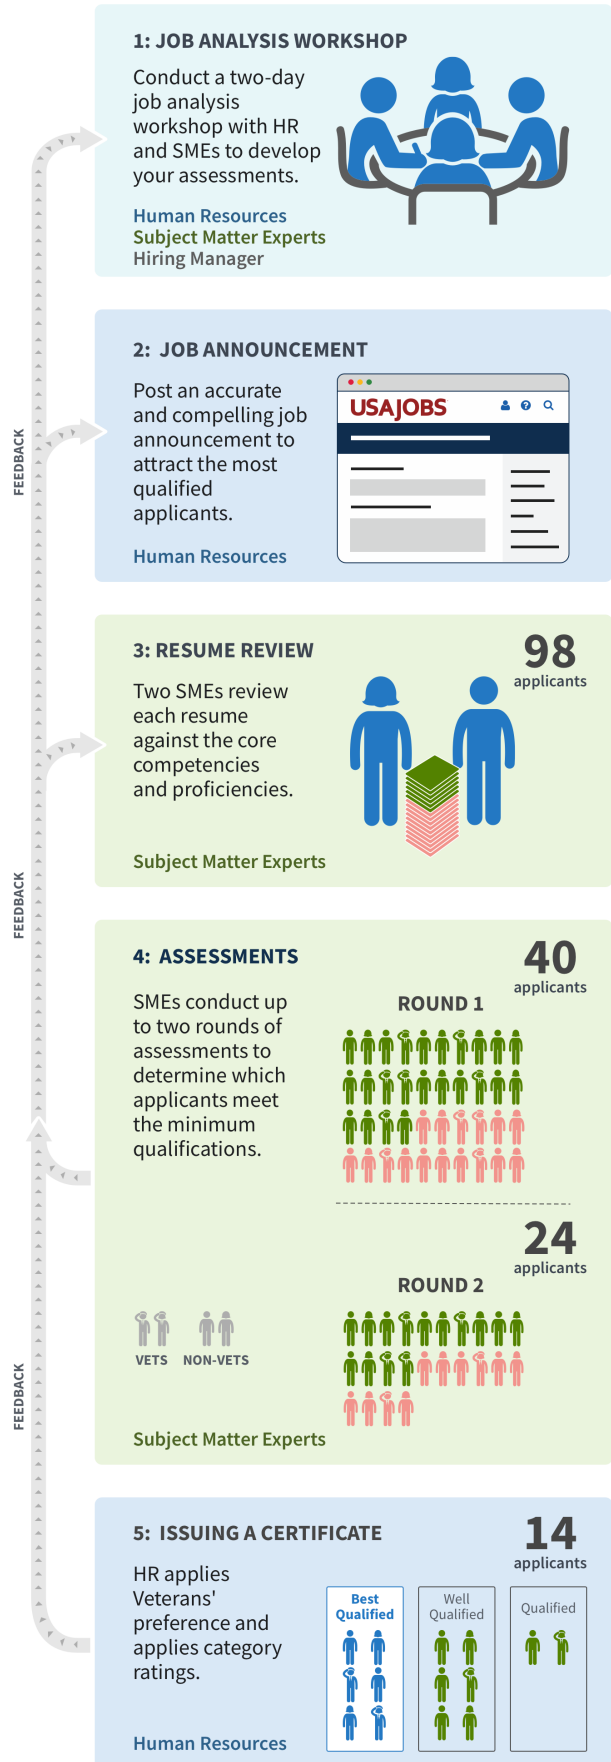 1: JOB ANALYSIS WORKSHOP
Conduct a two-day
job analysis
workshop with HR
and SMEs to develop
your assessments.
Human Resources
Subject Matter Experts
Hiring Manager
2: JOB ANNOUNCEMENT
Post an accurate
and compelling job
announcement to
attract the most
qualified
applicants.
Human Resources
USAJOBS
FEEDBACK
3: RESUME REVIEW
98
applicants
Two SMEs review
each resume
against the core
competencies
and proficiencies.
Subject Matter Experts
FEEDBACK
4: ASSESSMENTS
40
applicants
SMEs conduct up
to two rounds of
assessments to
determine which
applicants meet
the minimum
qualifications.
ROUND 1
24
applicants
ROUND 2
VETS NON-VETS
Subject Matter Experts
FEEDBACK
5: ISSUING A CERTIFICATE
14
applicants
HR applies
Veterans'
preference and
applies category
ratings.
Human Resources
Best
Qualified
Well
Qualified
Qualified